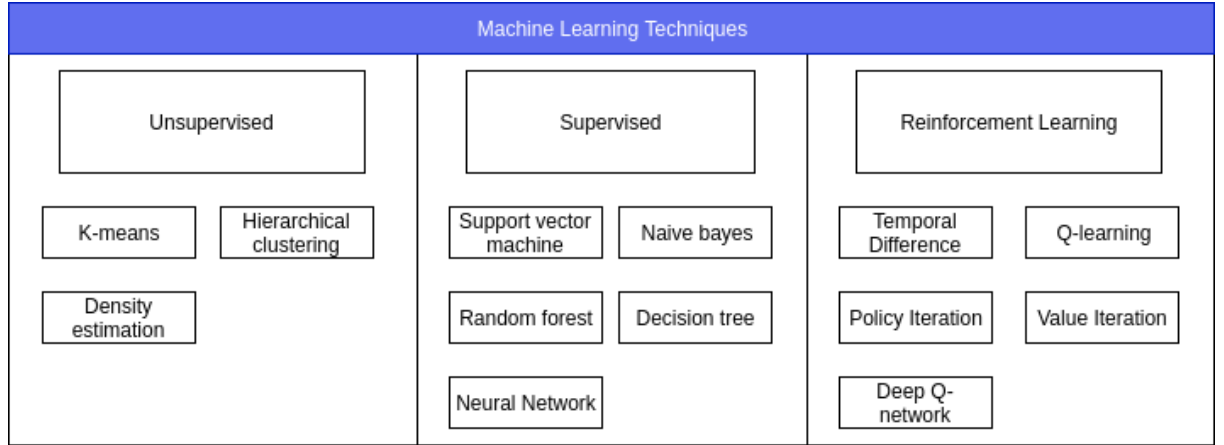 Machine Learning Techniques
Unsupervised
Supervised
Reinforcement Learning
K-means
Hierarchical
clustering
Support vector
machine
Naive bayes
Temporal
Difference
Q-learning
Density
estimation
Random forest
Decision tree
Policy Iteration
Value Iteration
Neural Network
Deep Q-
network